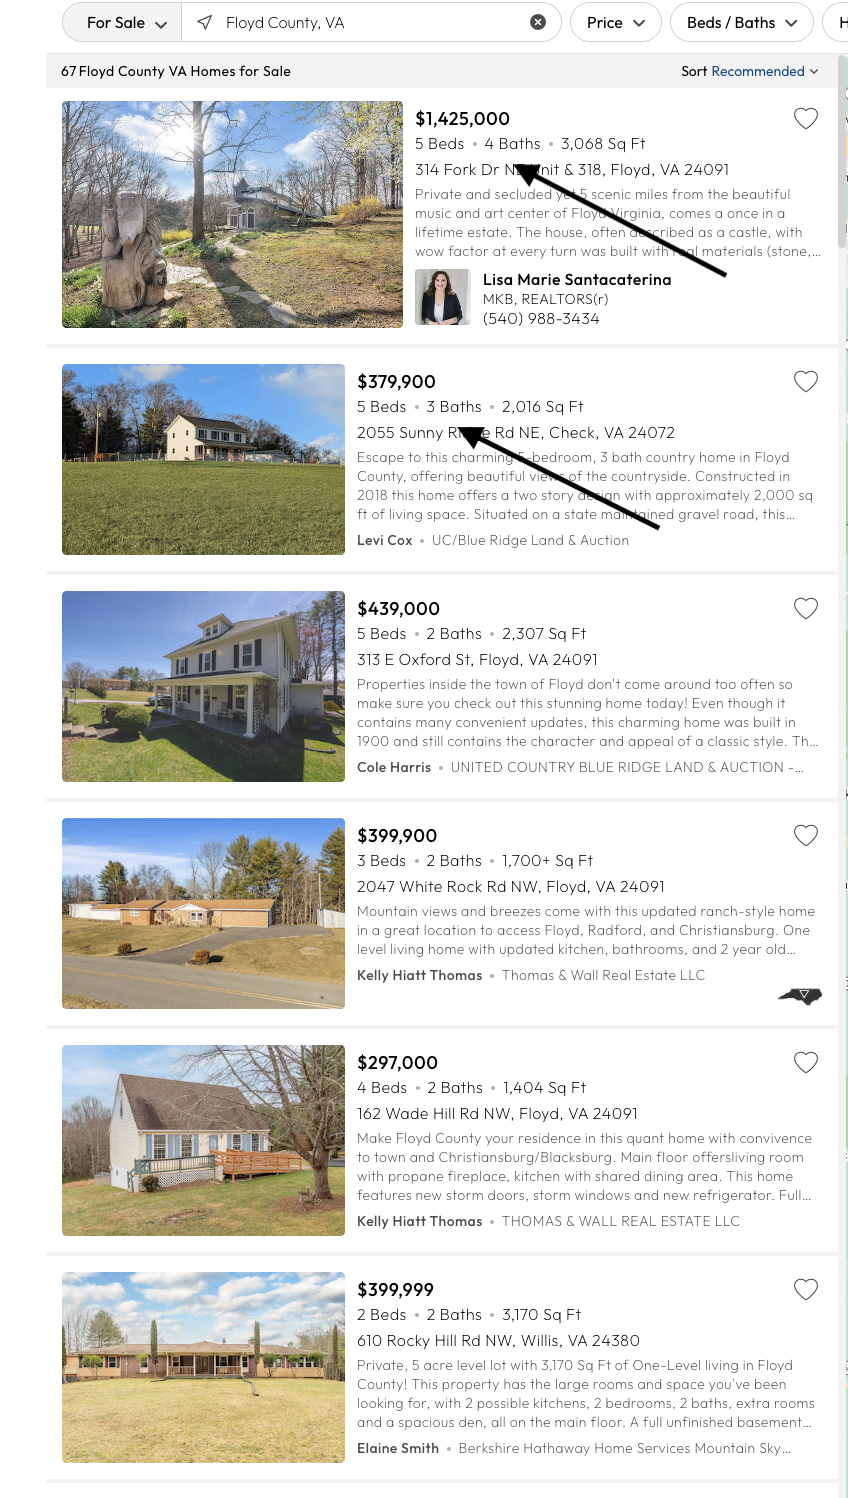 For Sale
Floyd County, VA
Price
Beds / Baths
H
67 Floyd County VA Homes for Sale
Sort Recommended
$1,425,000
5 Beds • 4 Baths • 3,068 Sq Ft
314 Fork Dr & 318, Floyd, VA 24091
Private and secluded yet 5 scenic miles from the beautiful
music and art center of Floyd Virginia, comes a once in a
lifetime estate. The house, often described as a castle, with
wow factor at every turn was built with real materials (stone,...
Lisa Marie Santacaterina
MKB, REALTORS(r)
(540) 988-3434
$379,900
5 Beds • 3 Baths • 2,016 Sq Ft
2055 Sunny Rd NE, Check, VA 24072
Escape to this charming 5-bedroom, 3 bath country home in Floyd
County, offering beautiful views of the countryside. Constructed in
2018 this home offers a two story design with approximately 2,000 sq
ft of living space. Situated on a state maintained gravel road, this...
Levi Cox • UC/Blue Ridge Land & Auction
$439,000
5 Beds • 2 Baths • 2,307 Sq Ft
313 E Oxford St, Floyd, VA 24091
Properties inside the town of Floyd don't come around too often so
make sure you check out this stunning home today! Even though it
contains many convenient updates, this charming home was built in
1900 and still contains the character and appeal of a classic style. Th...
Cole Harris • UNITED COUNTRY BLUE RIDGE LAND & AUCTION -...
$399,900
3 Beds • 2 Baths • 1,700+ Sq Ft
2047 White Rock Rd NW, Floyd, VA 24091
Mountain views and breezes come with this updated ranch-style home
in a great location to access Floyd, Radford, and Christiansburg. One
level living home with updated kitchen, bathrooms, and 2 year old...
Kelly Hiatt Thomas • Thomas & Wall Real Estate LLC
$297,000
4 Beds • 2 Baths • 1,404 Sq Ft
162 Wade Hill Rd NW, Floyd, VA 24091
Make Floyd County your residence in this quant home with convivence
to town and Christiansburg/Blacksburg. Main floor offersliving room
with propane fireplace, kitchen with shared dining area. This home
features new storm doors, storm windows and new refrigerator. Full...
Kelly Hiatt Thomas • THOMAS & WALL REAL ESTATE LLC
$399,999
2 Beds • 2 Baths • 3,170 Sq Ft
610 Rocky Hill Rd NW, Willis, VA 24380
Private, 5 acre level lot with 3,170 Sq Ft of One-Level living in Floyd
County! This property has the large rooms and space you've been
looking for, with 2 possible kitchens, 2 bedrooms, 2 baths, extra rooms
and a spacious den, all on the main floor. A full unfinished basement...
Elaine Smith • Berkshire Hathaway Home Services Mountain Sky...